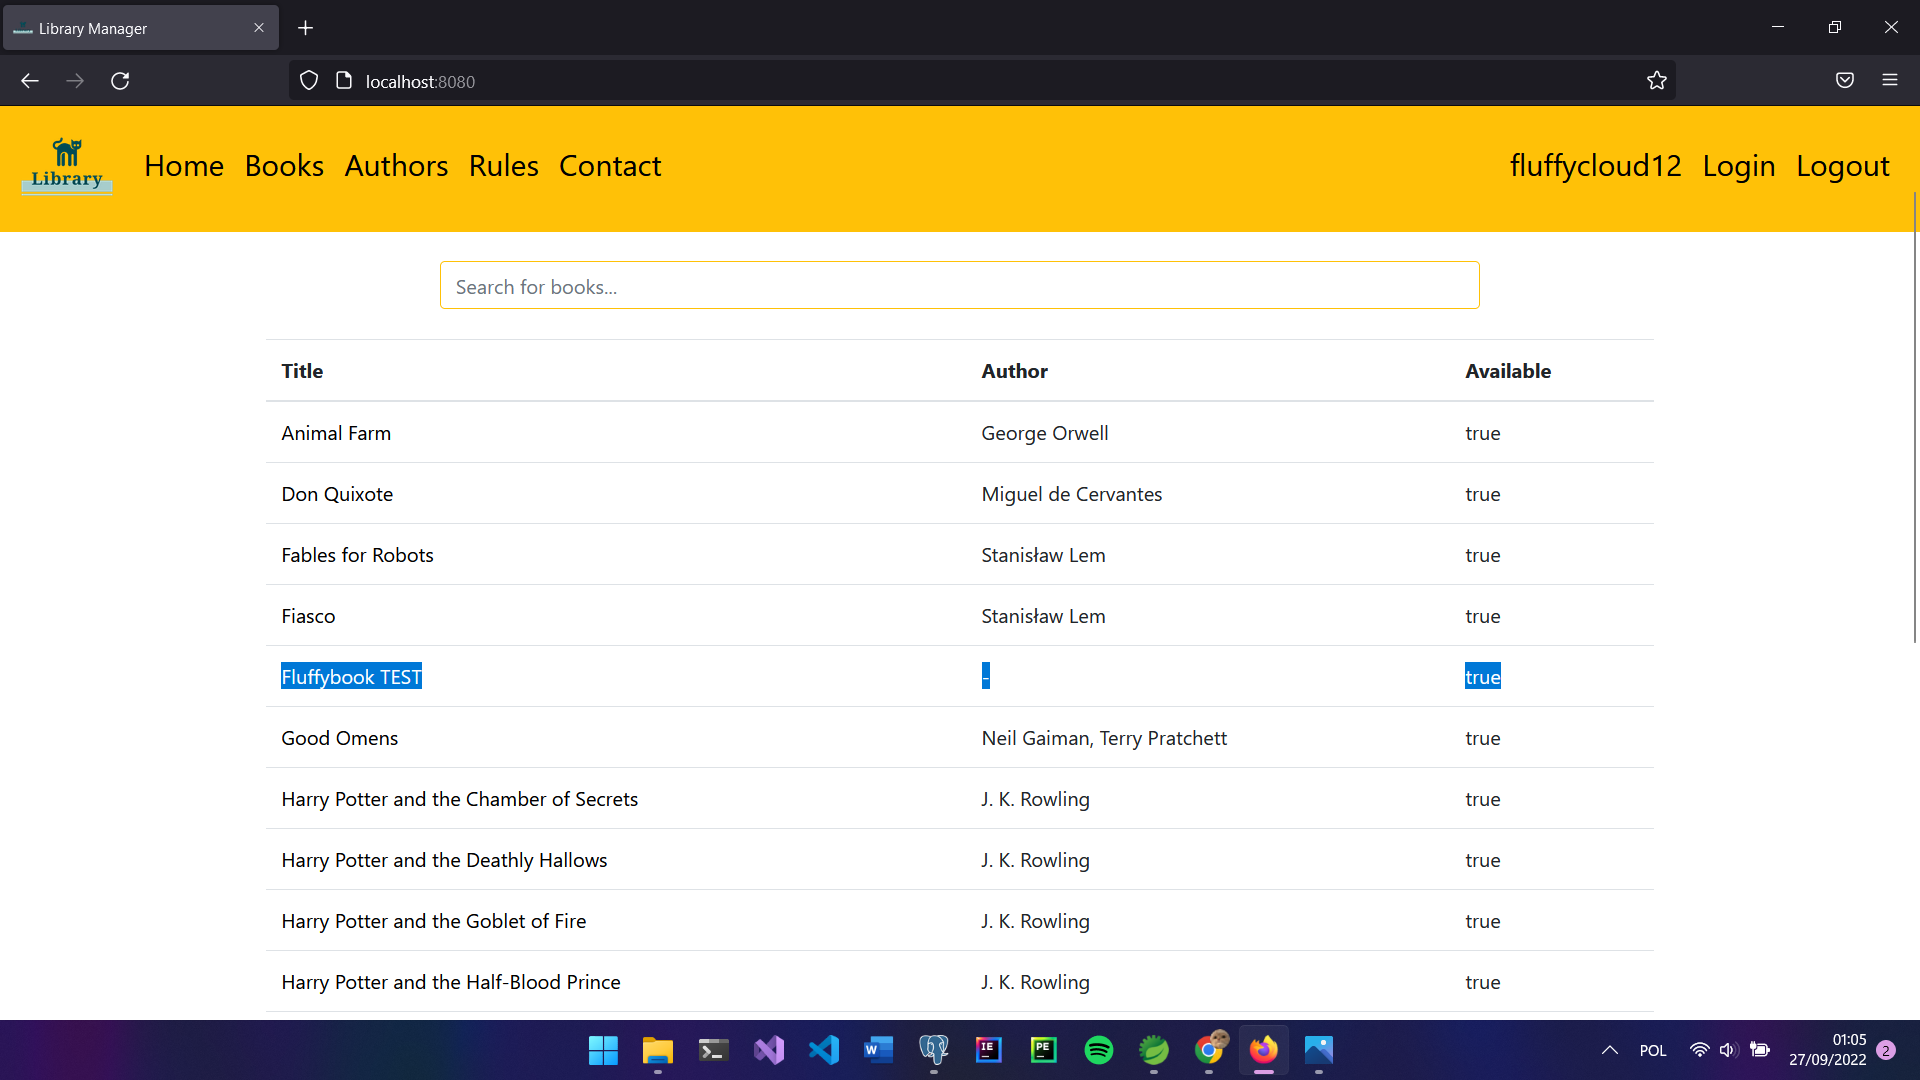 Library Manager
localhost:8080
Library
Home Books Authors Rules Contact
fluffycloud12 Login Logout
Search for books...
Title Author Available
Animal Farm George Orwell true
Don Quixote Miguel de Cervantes true
Fables for Robots Stanisław Lem true
Fiasco Stanisław Lem true
Fluffybook TEST - true
Good Omens Neil Gaiman, Terry Pratchett true
Harry Potter and the Chamber of Secrets J. K. Rowling true
Harry Potter and the Deathly Hallows J. K. Rowling true
Harry Potter and the Goblet of Fire J. K. Rowling true
Harry Potter and the Half-Blood Prince J. K. Rowling true
W IE PE
POL
01:05
27/09/2022
2